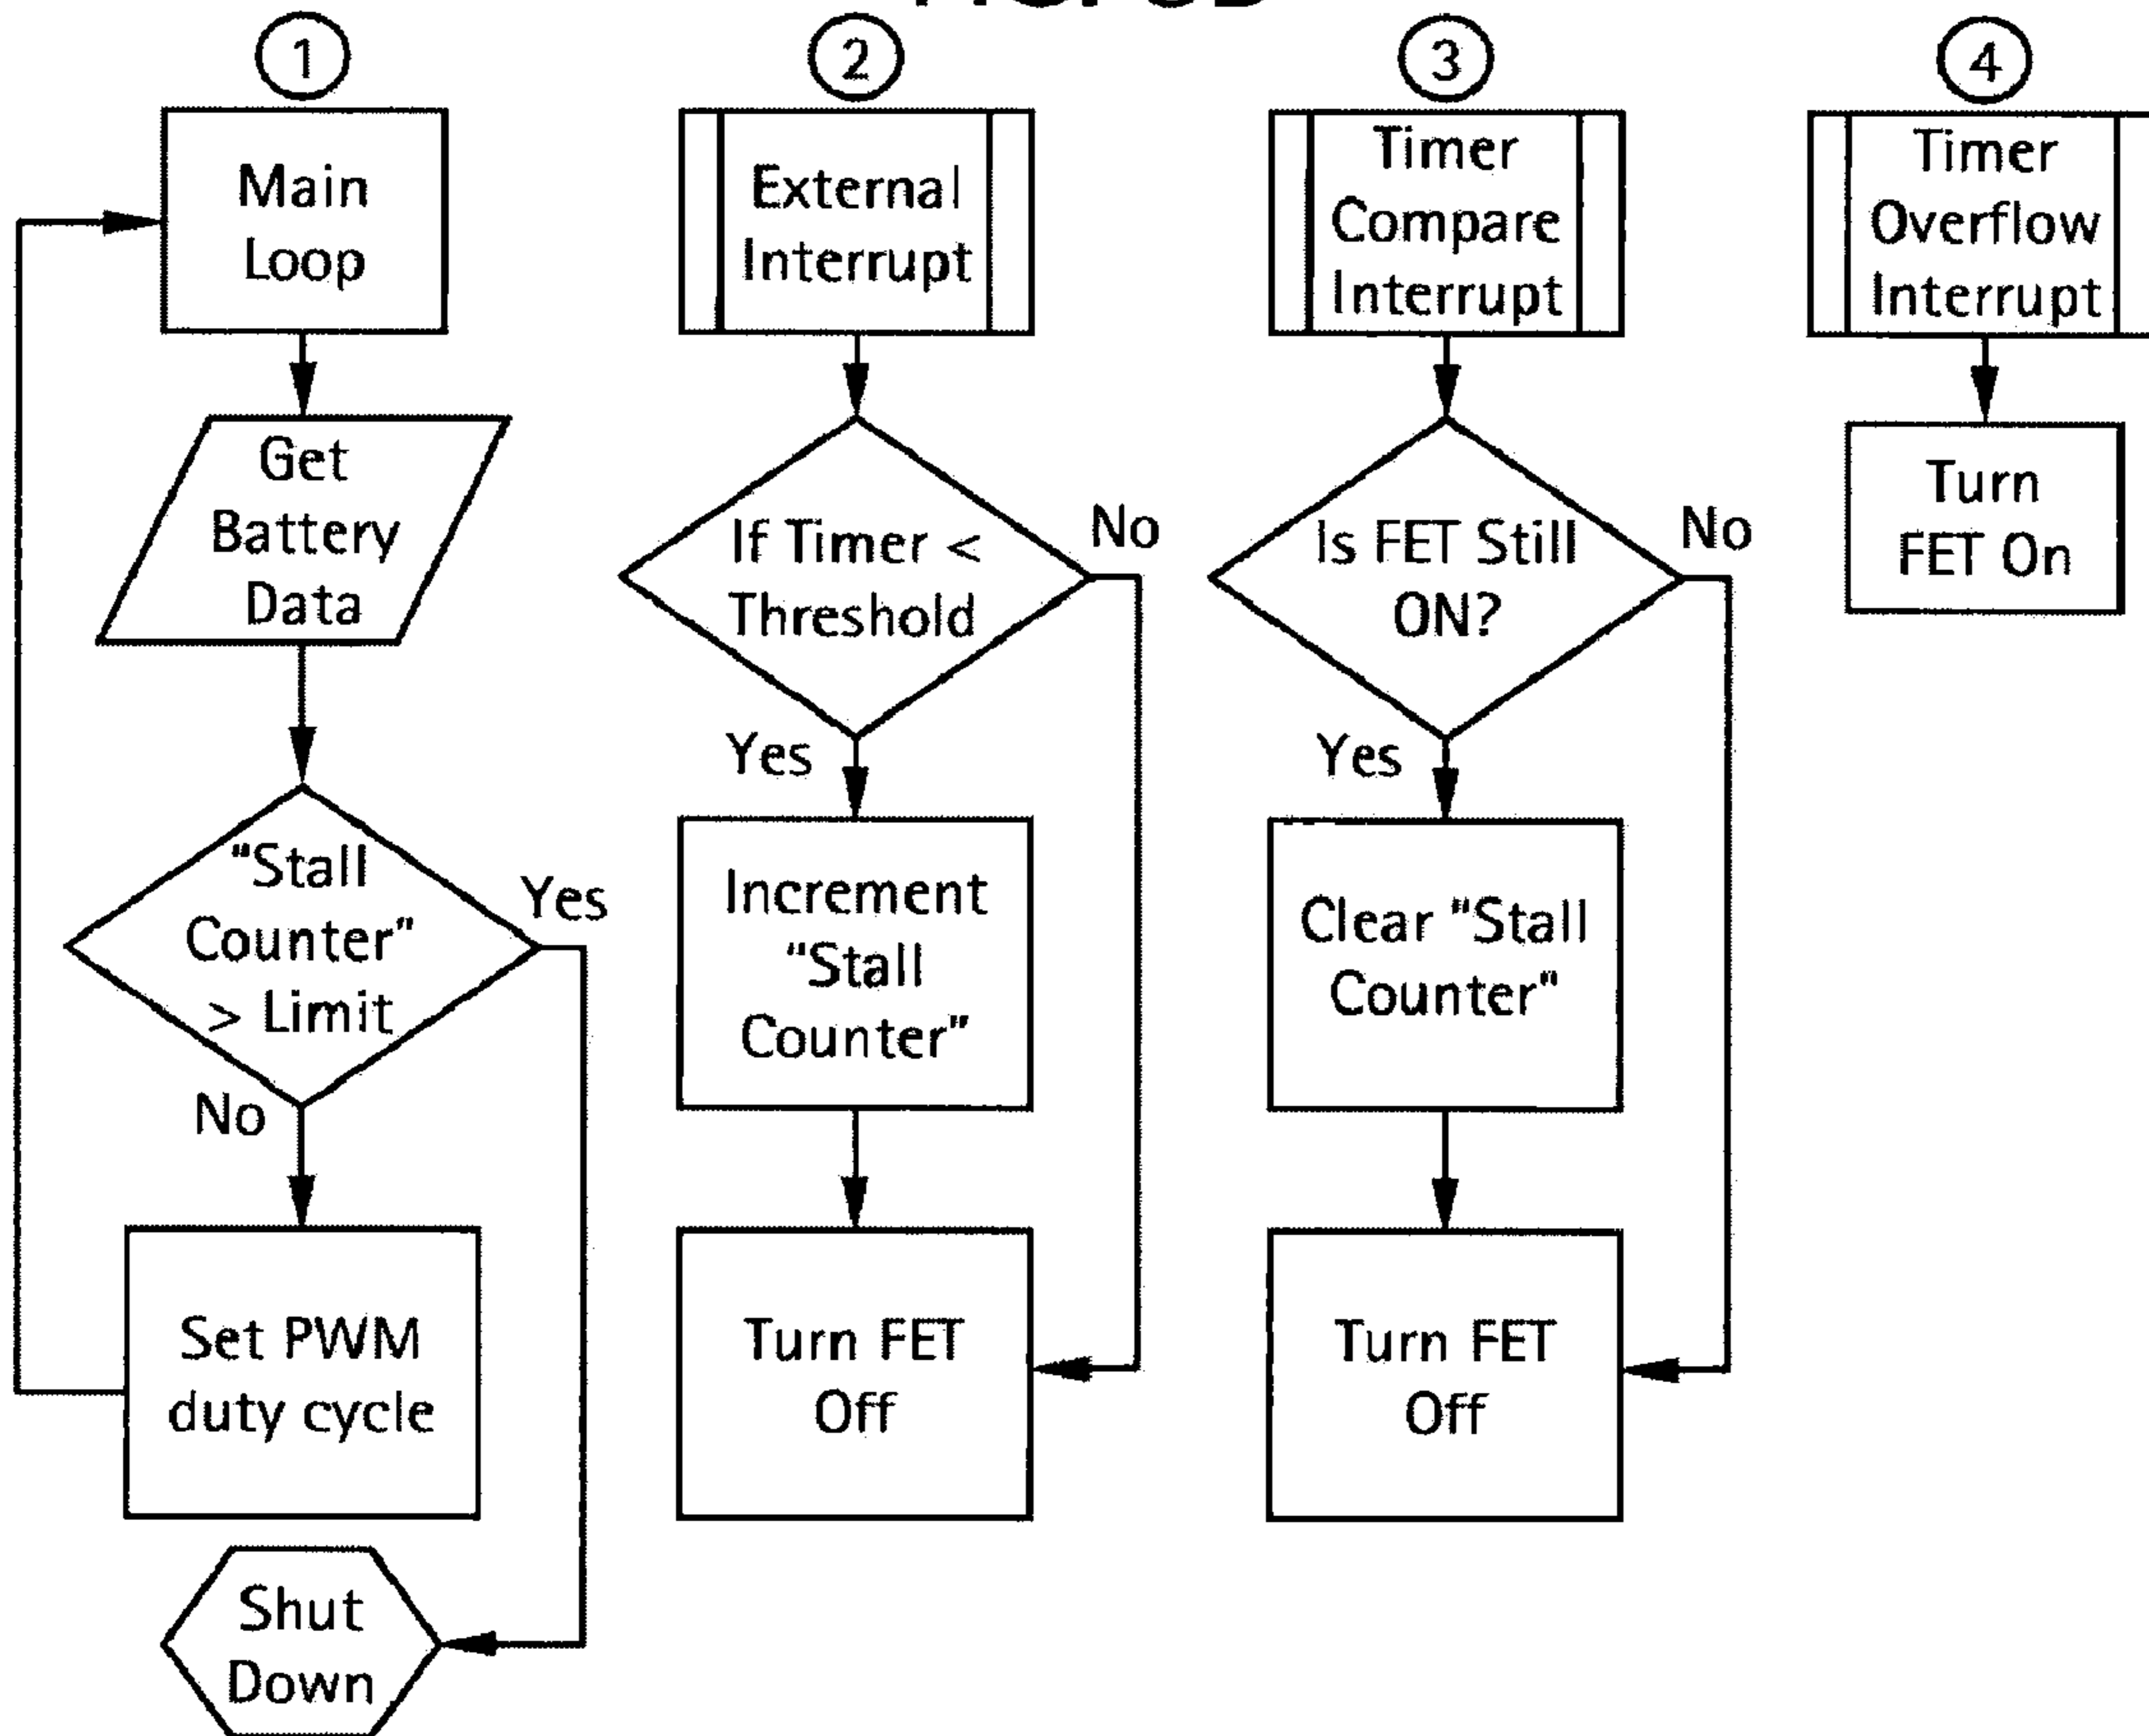 1
Main
Loop
Get
Battery
Data
"Stall
Counter"
> Limit
Yes
No
Set PWM
duty cycle
Shut
Down
2
External
Interrupt
If Timer <
Threshold
No
Yes
Increment
"Stall
Counter"
Turn FET
Off
3
Timer
Compare
Interrupt
Is FET Still
ON?
No
Yes
Clear "Stall
Counter"
Turn FET
Off
4
Timer
Overflow
Interrupt
Turn
FET On